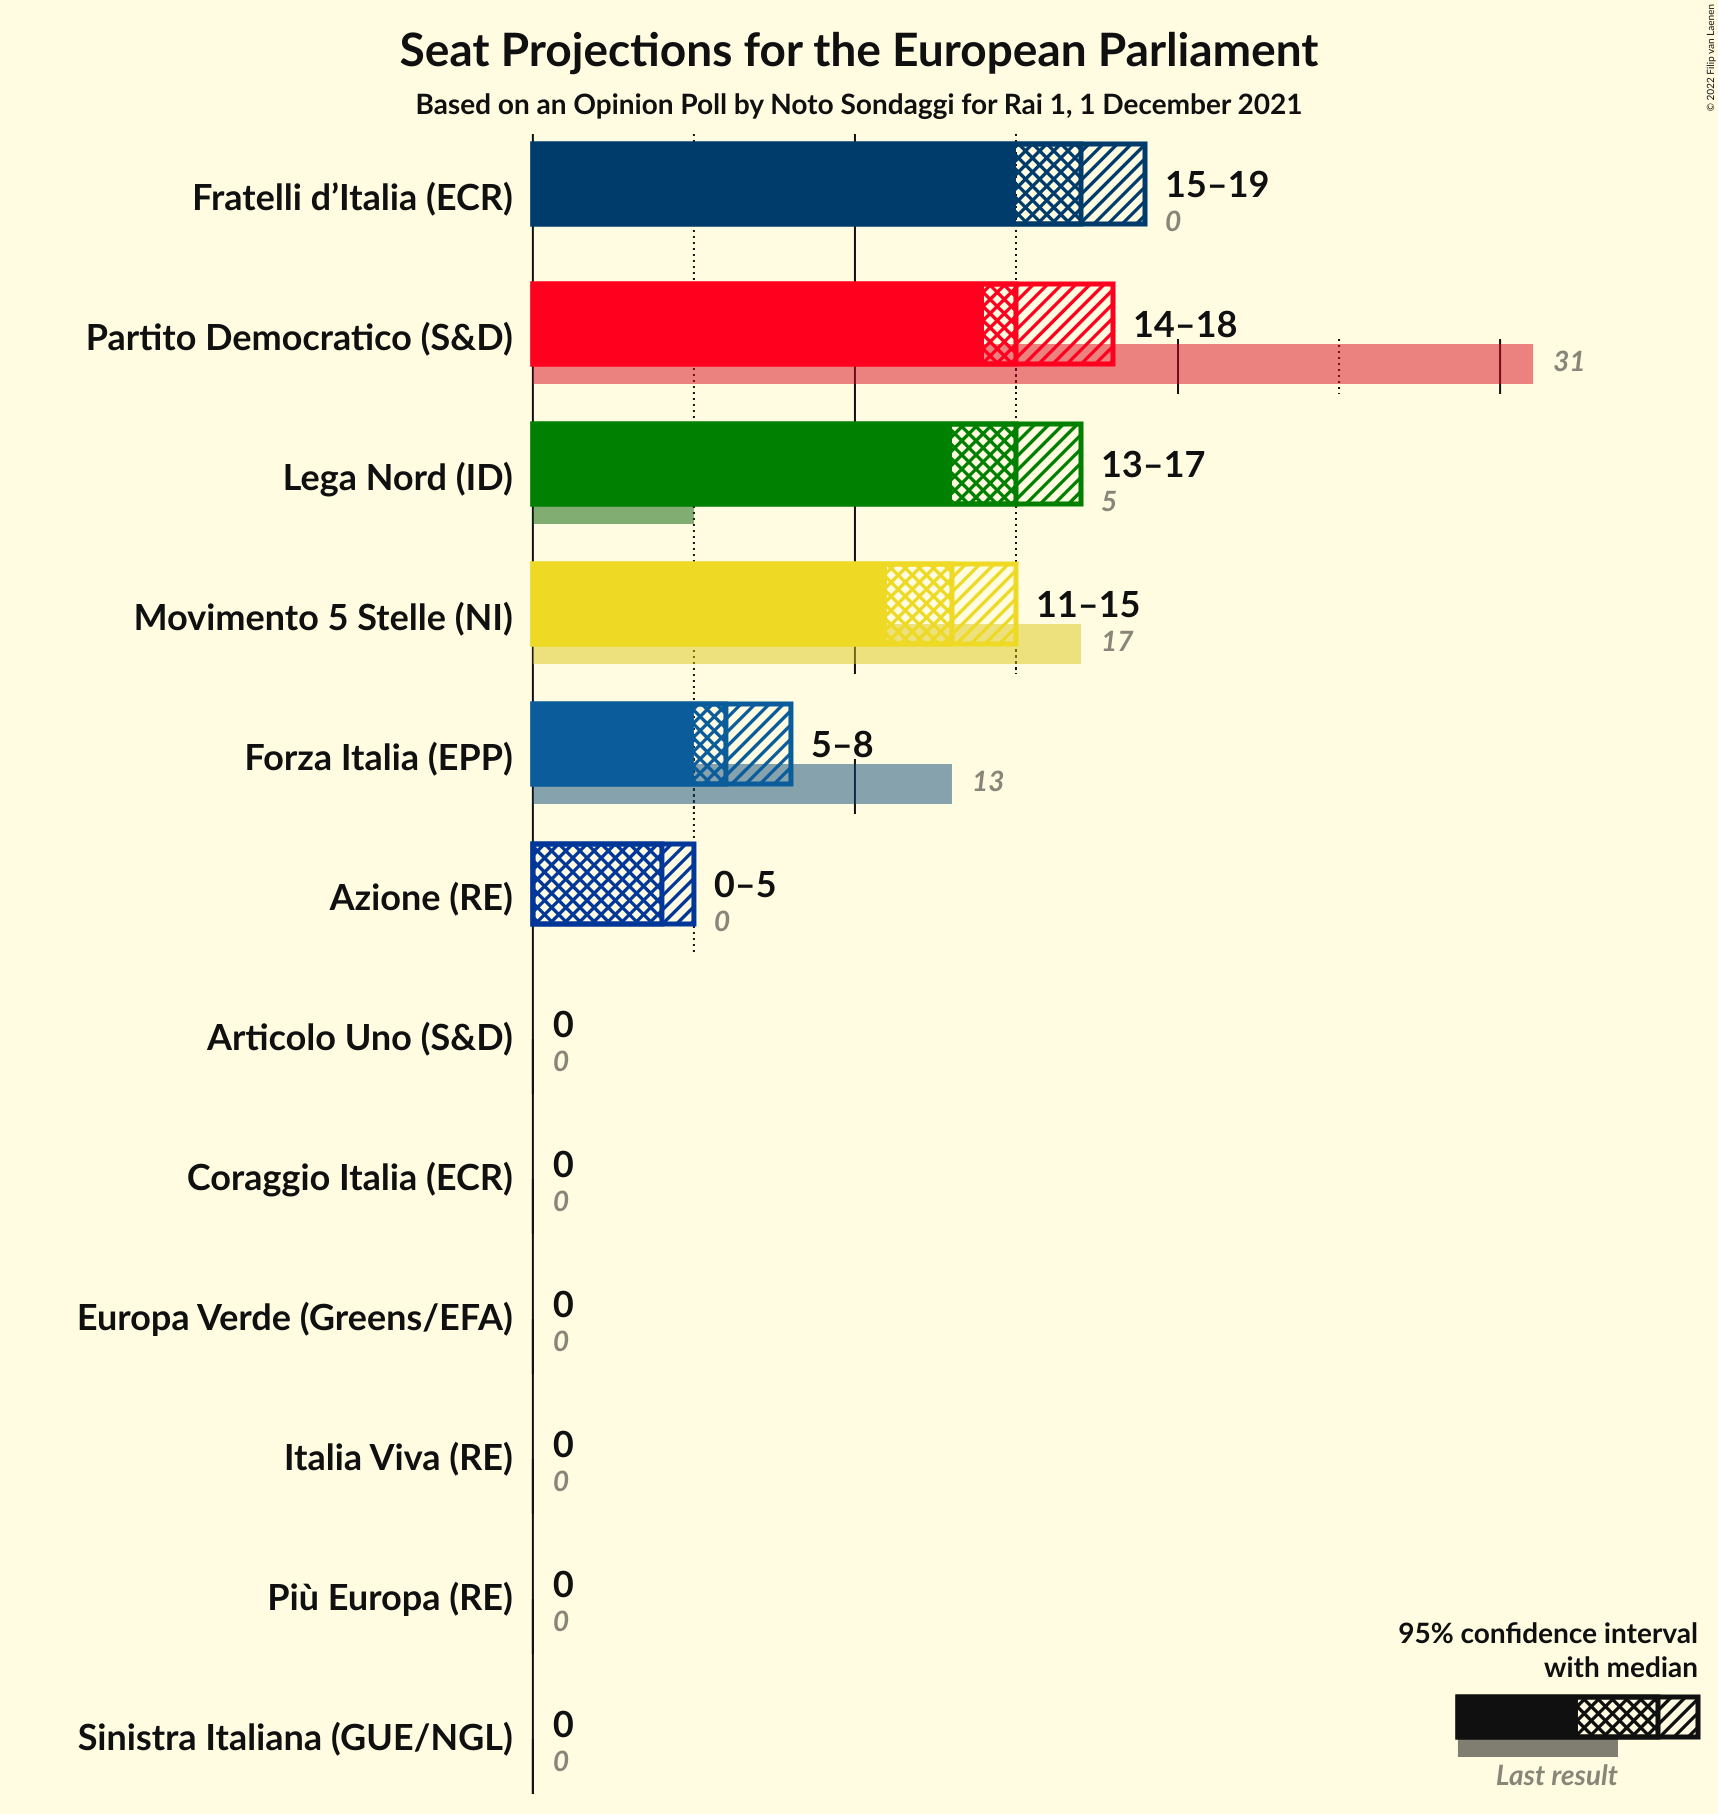 Seat Projections for the European Parliament
Based on an Opinion Poll by Noto Sondaggi for Rai 1, 1 December 2021
© 2022 Filip van Laenen
Fratelli d’Italia (ECR)
15–19
0
Partito Democratico (S&D)
14–18
31
Lega Nord (ID)
13–17
5
Movimento 5 Stelle (NI)
11–15
17
Forza Italia (EPP)
5–8
13
Azione (RE)
0–5
0
Articolo Uno (S&D)
0
0
Coraggio Italia (ECR)
0
0
Europa Verde (Greens/EFA)
0
0
Italia Viva (RE)
0
0
Più Europa (RE)
0
0
Sinistra Italiana (GUE/NGL)
0
0
95% confidence interval
with median
Last result